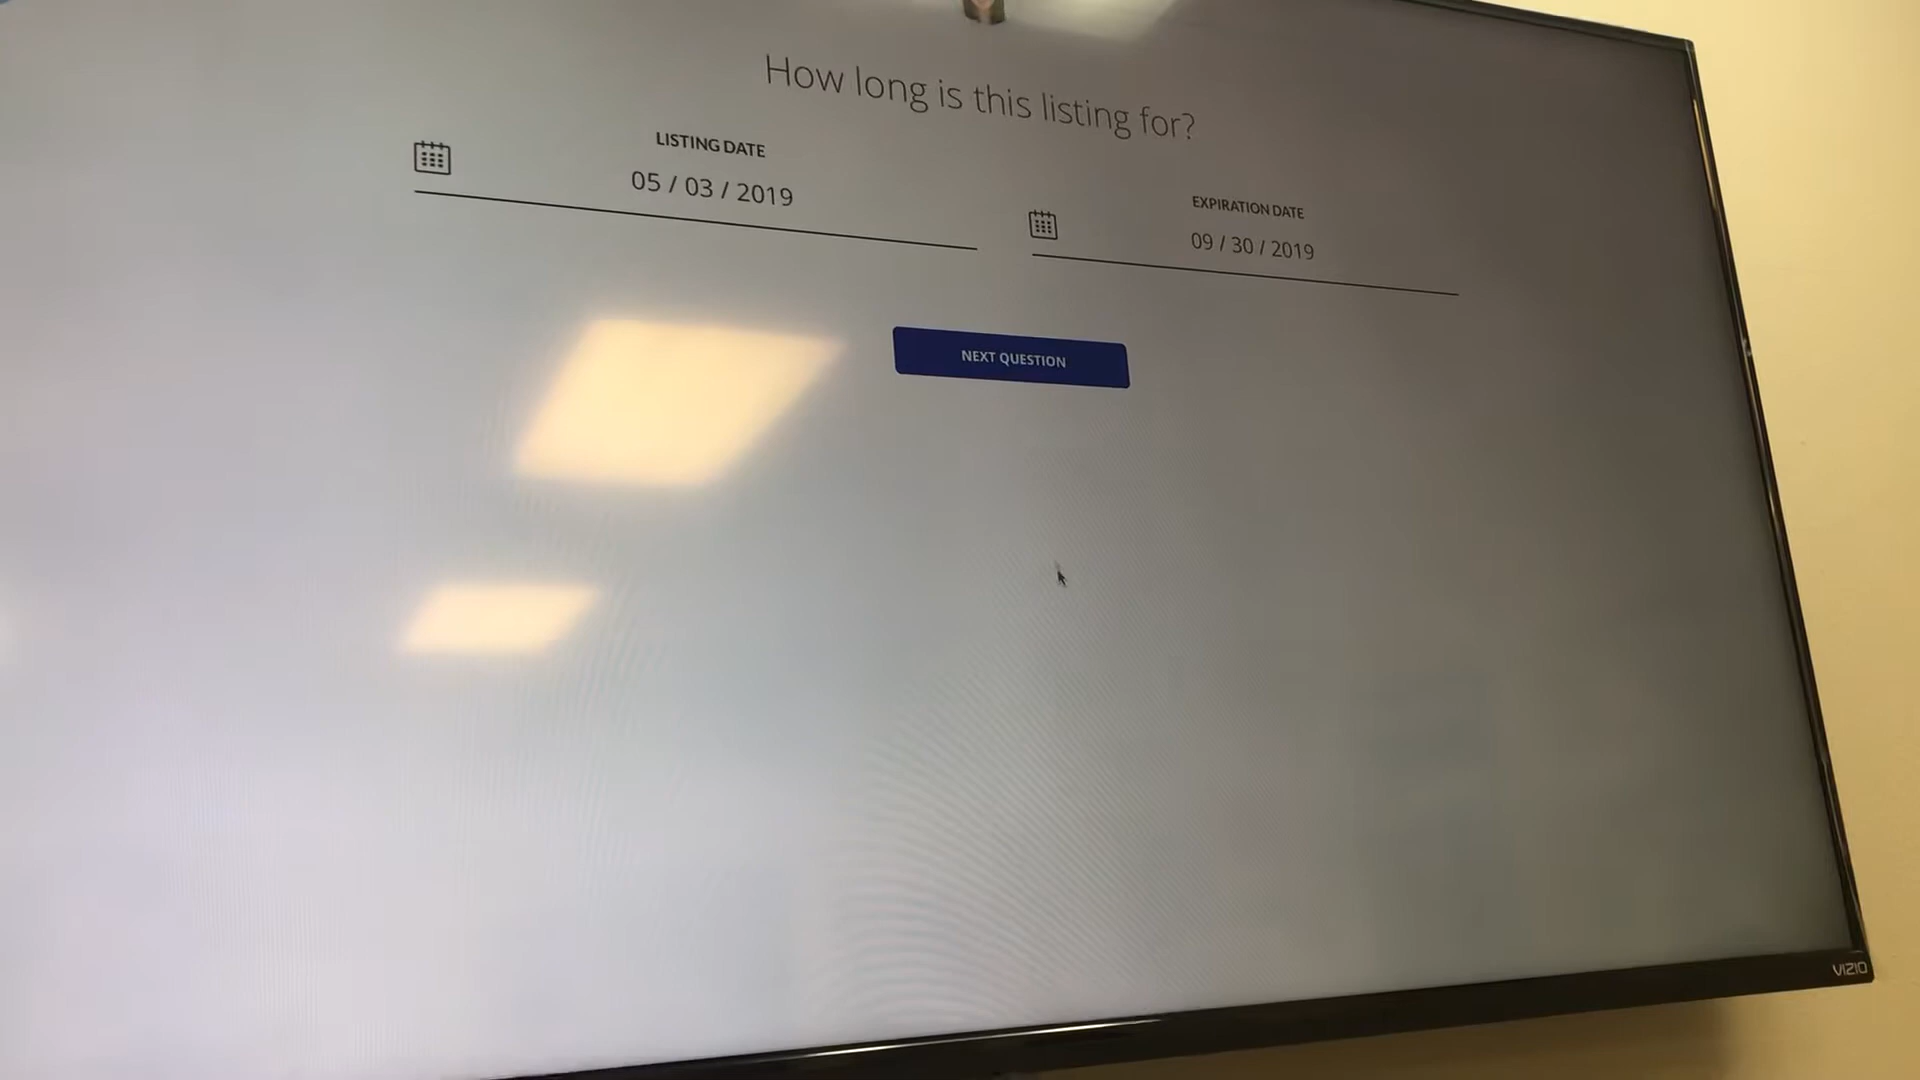 How long is this listing for?
LISTING DATE
05 / 03 / 2019
EXPIRATION DATE
09 / 30 / 2019
NEXT QUESTION
VIZIO